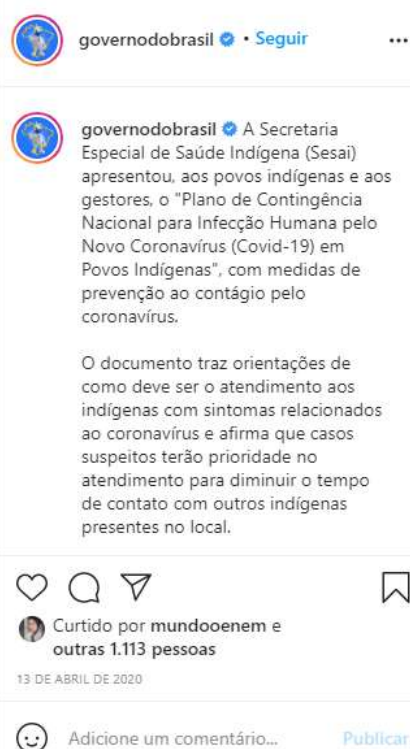 governodobrasil • Seguir
governodobrasil A Secretaria
Especial de Saúde Indígena (Sesai)
apresentou, aos povos indígenas e aos
gestores, o "Plano de Contingência
Nacional para Infecção Humana pelo
Novo Coronavírus (Covid-19) em
Povos Indígenas", com medidas de
prevenção ao contágio pelo
coronavírus.
O documento traz orientações de
como deve ser o atendimento aos
indígenas com sintomas relacionados
ao coronavírus e afirma que casos
suspeitos terão prioridade no
atendimento para diminuir o tempo
de contato com outros indígenas
presentes no local.
Curtido por mundooenem e
outras 1.113 pessoas
13 DE ABRIL DE 2020
Adicione um comentário... Publicar